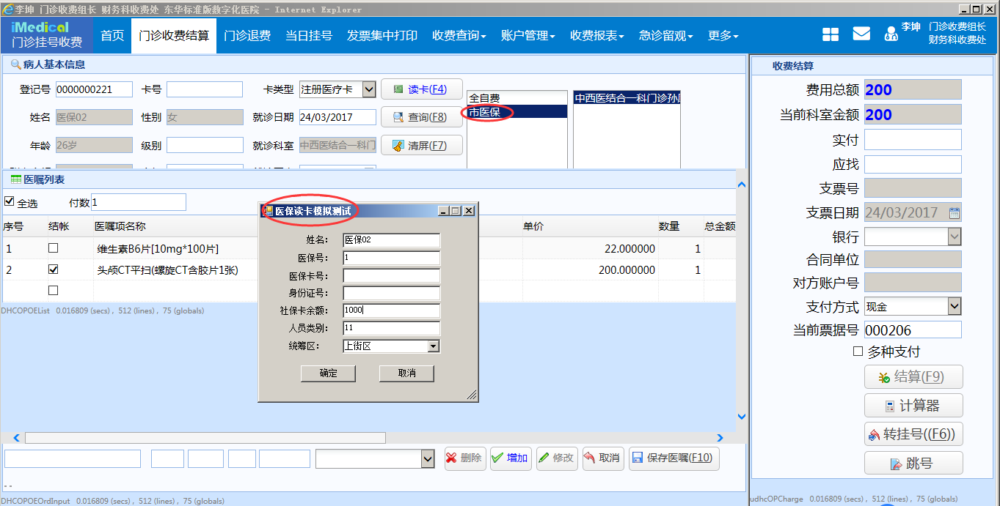 李坤 门诊收费组长 财务科收费处 东华标准版数字化医院 - Internet Explorer
iMedical
门诊挂号收费
首页 门诊收费结算 门诊退费 当日挂号 发票集中打印 收费查询 账户管理 收费报表 急诊留观 更多
李坤 门诊收费组长
财务科收费处
病人基本信息
登记号 0000000221 卡号 卡类型 注册医疗卡 读卡(F4)
姓名 医保02 性别 女 就诊日期 24/03/2017 查询(F8)
年龄 26岁 级别 就诊科室 中西医结合一科门 清屏(F7)
全自费
市医保
中西医结合一科门诊孙
医嘱列表
全选 付数 1
序号 结帐 医嘱项名称 单价 数量 总金额
1 维生素B6片[10mg*100片] 22.000000 1
2 头颅CT平扫(螺旋CT含胶片1张) 200.000000 1
DHCOPOEList 0.016809 (secs) , 512 (lines) , 75 (globals)
医保读卡模拟测试
姓名: 医保02
医保号: 1
医保卡号:
身份证号:
社保卡余额: 1000
人员类别: 11
统筹区: 上街区
确定 取消
删除 增加 修改 取消 保存医嘱(F10)
- -
DHCOPOEOrdInput 0.016809 (secs) , 512 (lines) , 75 (globals)
收费结算
费用总额 200
当前科室金额 200
实付
应找
支票号
支票日期 24/03/2017
银行
合同单位
对方账户号
支付方式 现金
当前票据号 000206
多种支付
结算(F9)
计算器
转挂号((F6))
跳号
udhcOPCharge 0.016809 (secs) , 512 (lines) , 75 (globals)